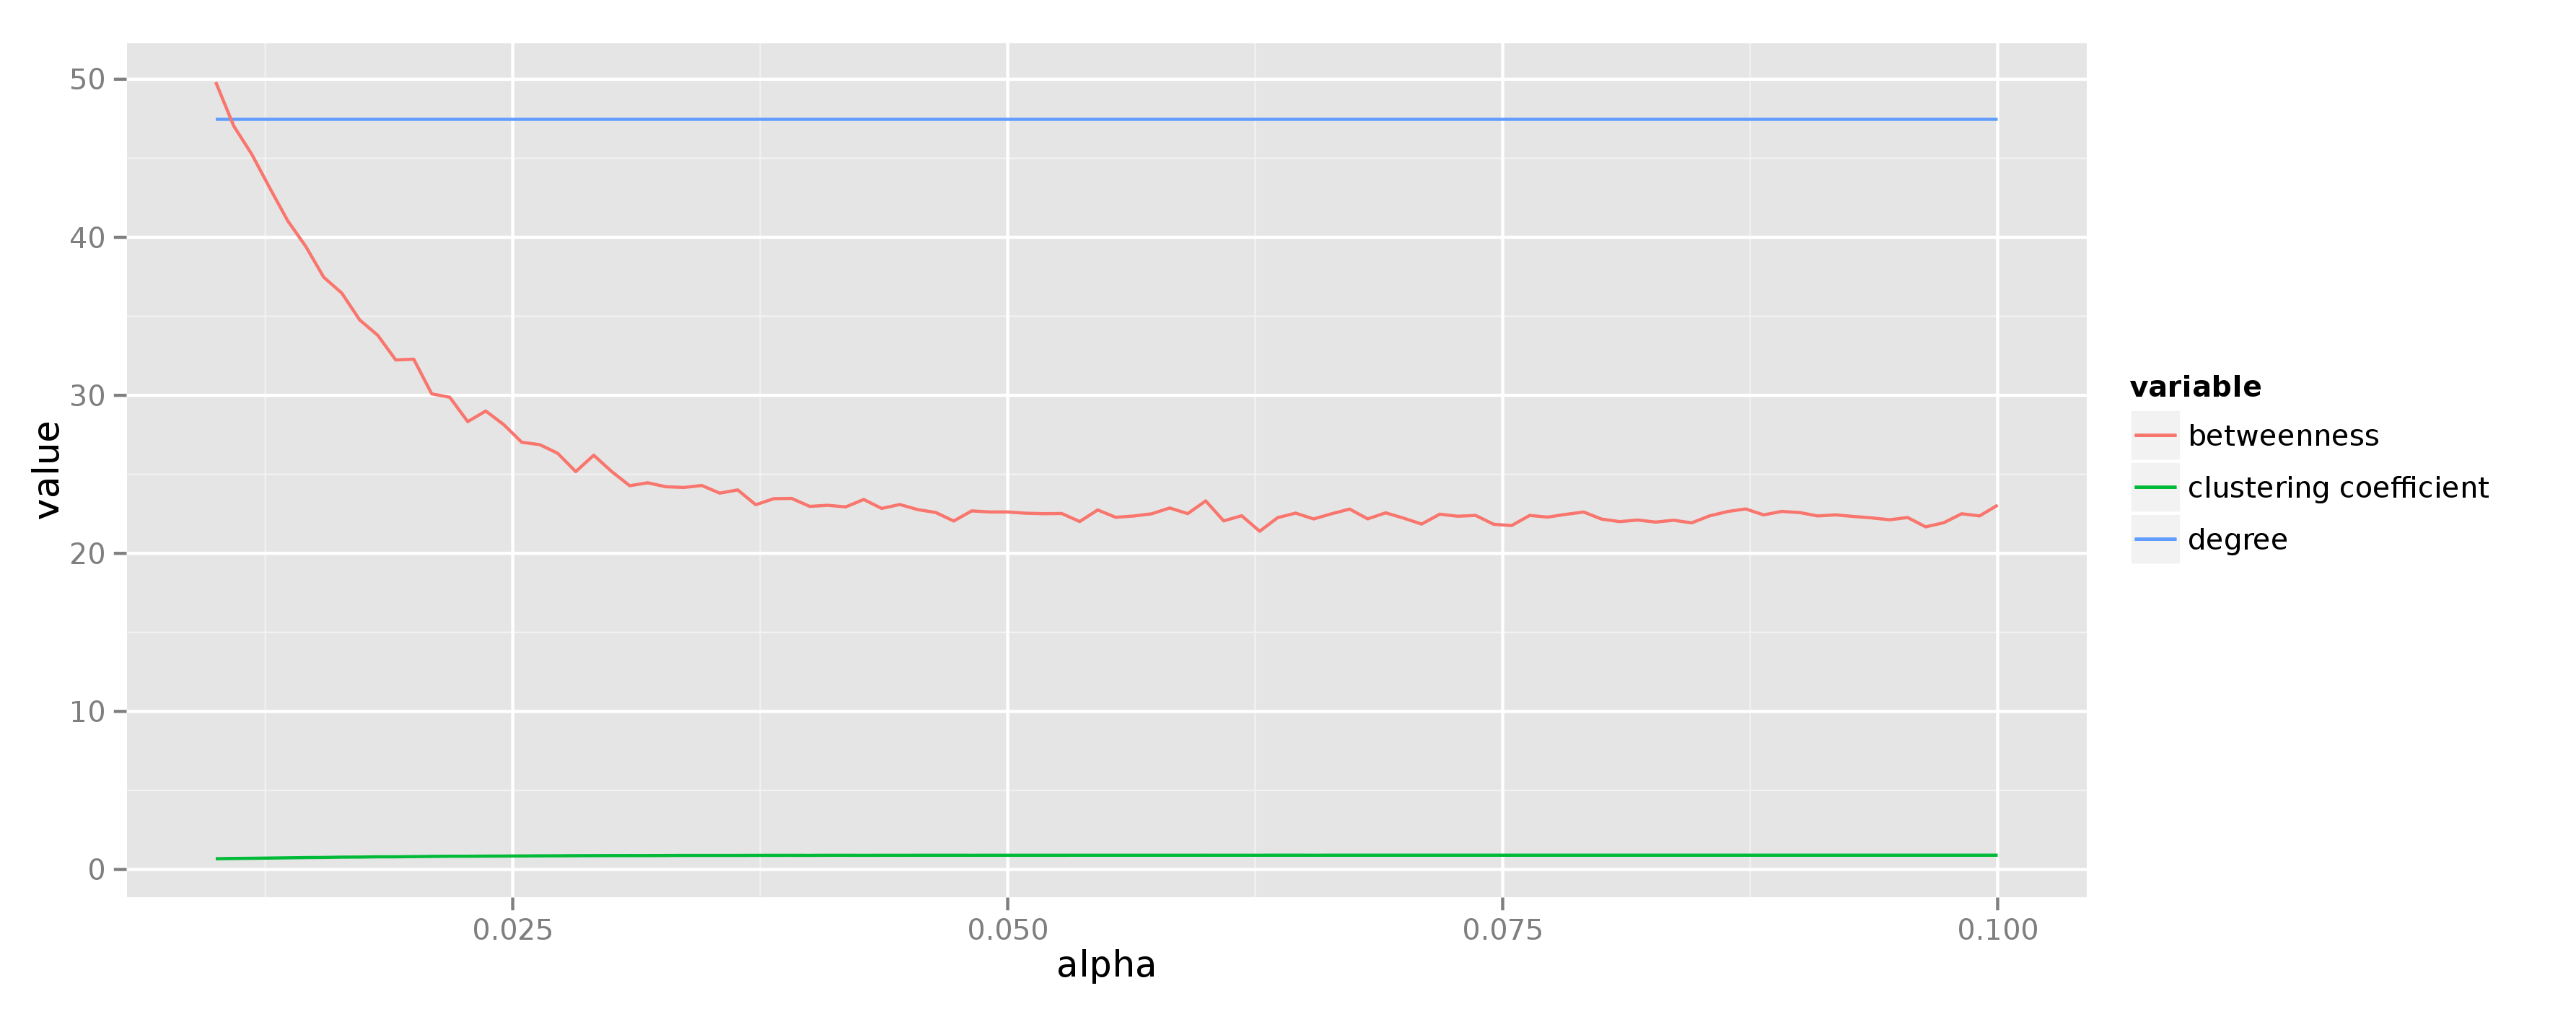 50
40
30
20
10
0
value
0.025 0.050 0.075 0.100
alpha
variable
betweenness
clustering coefficient
degree